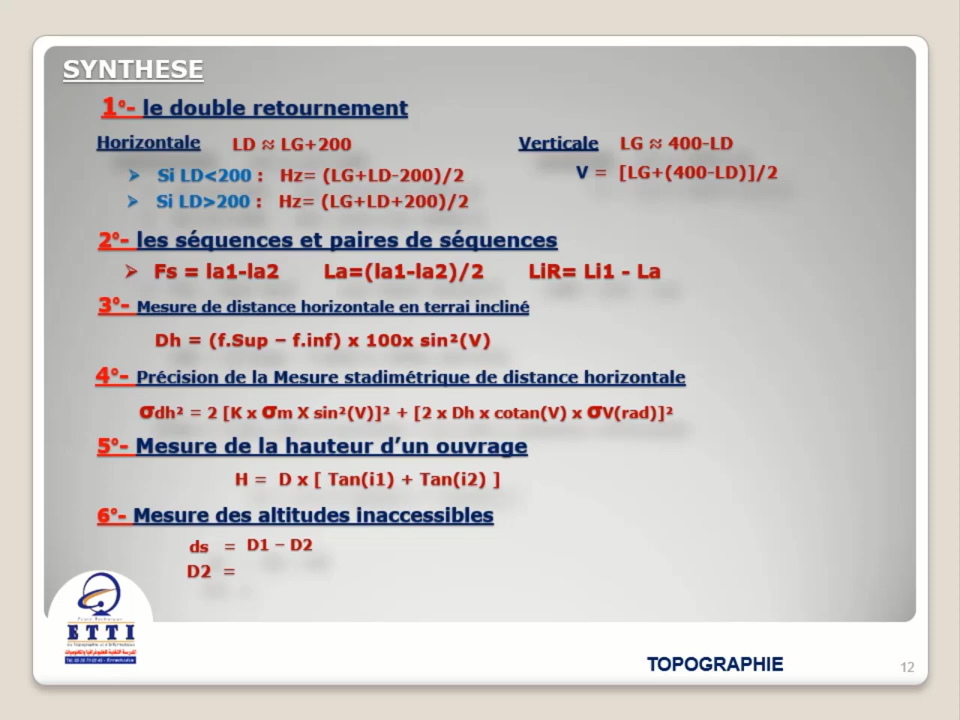 SYNTHESE
1°- le double retournement
Horizontale LD ≈ LG+200 Verticale LG ≈ 400-LD
➢ Si LD<200 : Hz= (LG+LD-200)/2 V = [LG+(400-LD)]/2
➢ Si LD>200 : Hz= (LG+LD+200)/2
2°- les séquences et paires de séquences
➢ Fs = la1-la2 La=(la1-la2)/2 LiR= Li1 - La
3°- Mesure de distance horizontale en terrai incliné
Dh = (f.Sup – f.inf) x 100x sin²(V)
4°- Précision de la Mesure stadimétrique de distance horizontale
σdh² = 2 [K x σm X sin²(V)]² + [2 x Dh x cotan(V) x σV(rad)]²
5°- Mesure de la hauteur d’un ouvrage
H = D x [ Tan(i1) + Tan(i2) ]
6°- Mesure des altitudes inaccessibles
ds = D1 – D2
D2 =
ETTI
TOPOGRAPHIE
12